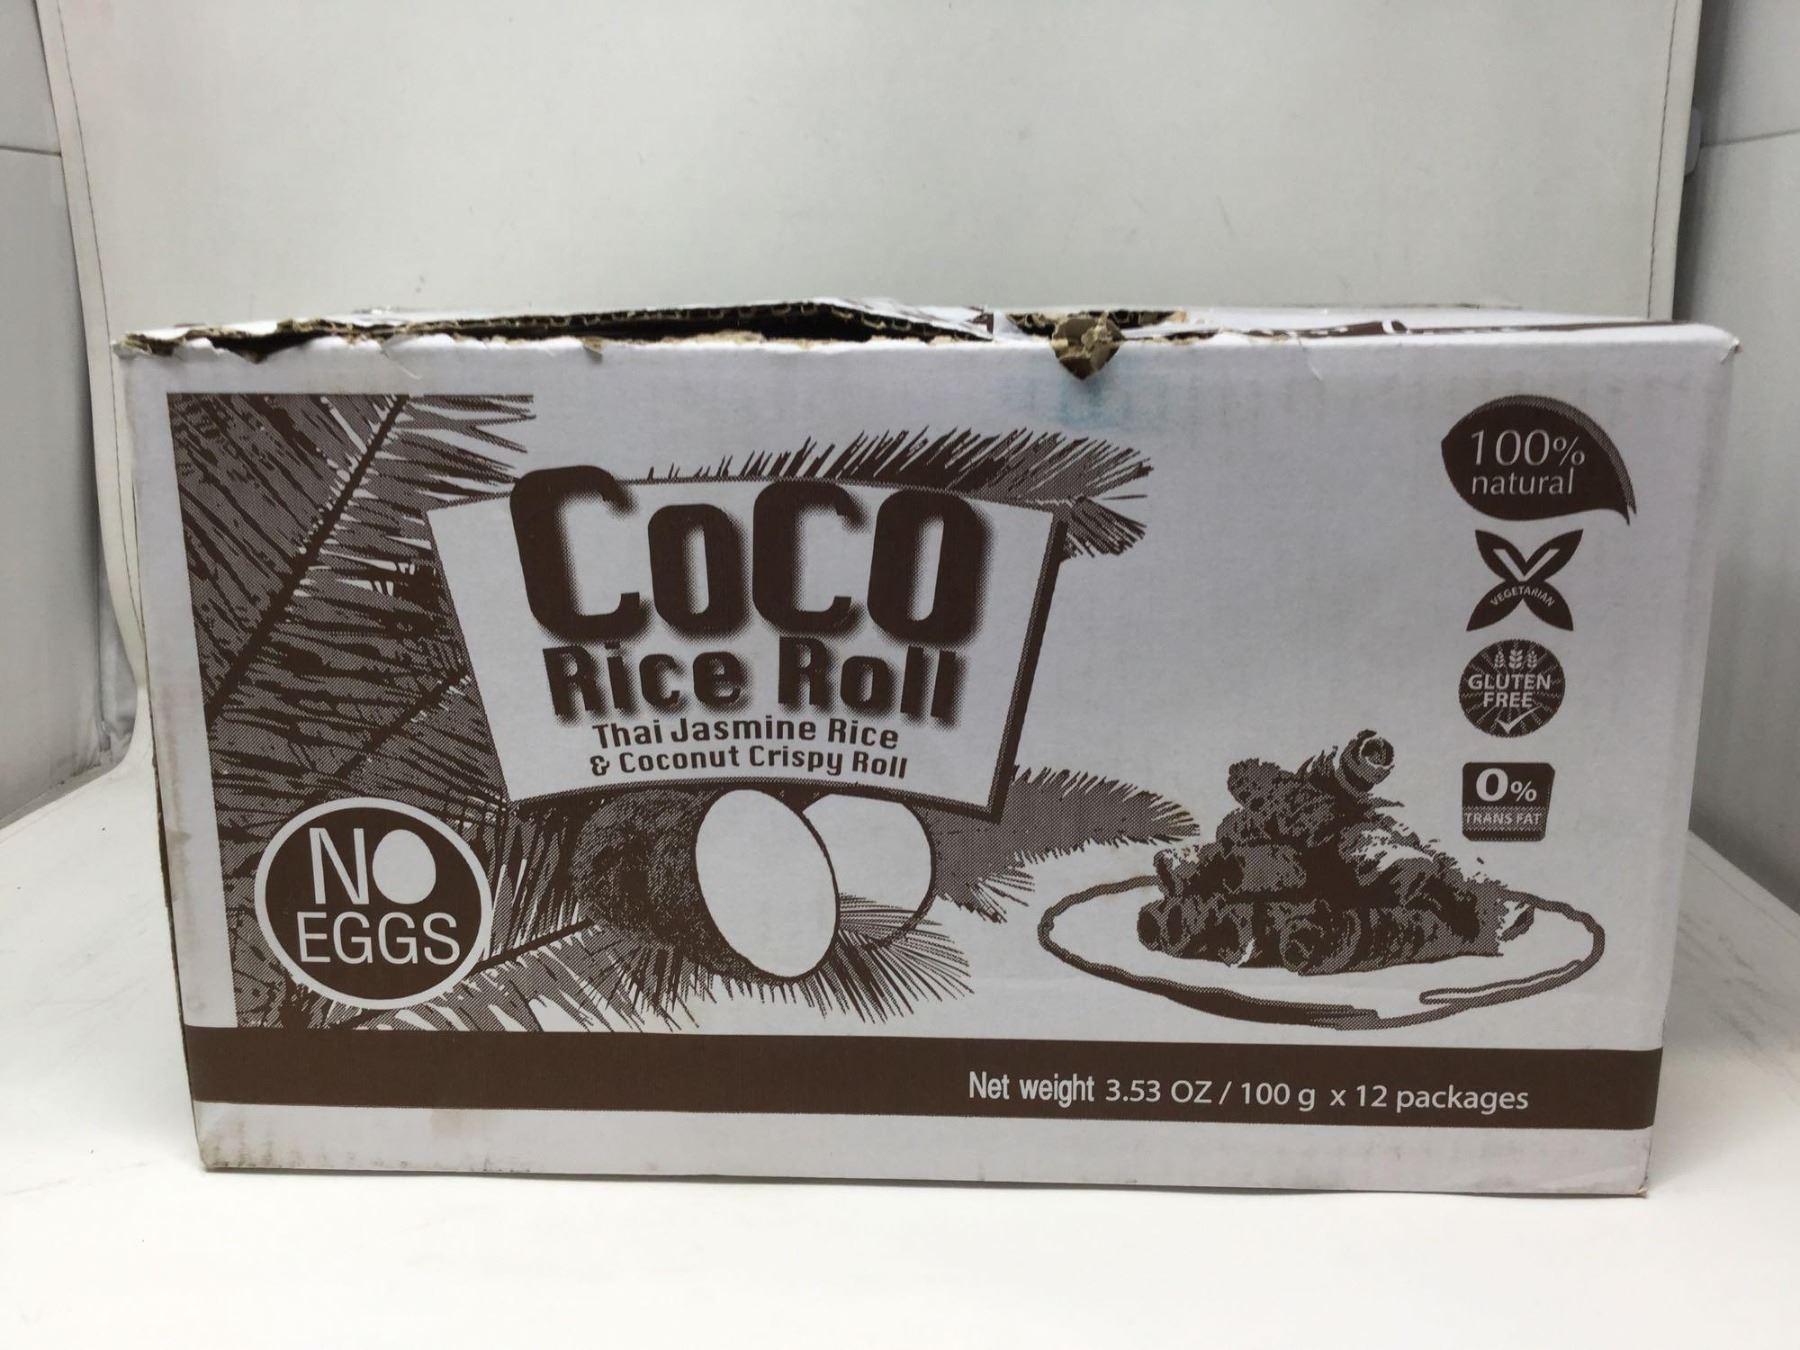 100%
natural
CoCo
Rice Roll
Thai Jasmine Rice
& Coconut Crispy Roll
VEGETARIAN
GLUTEN
FREE
0%
TRANS FAT
NO
EGGS
Net weight 3.53 OZ / 100 g x 12 packages